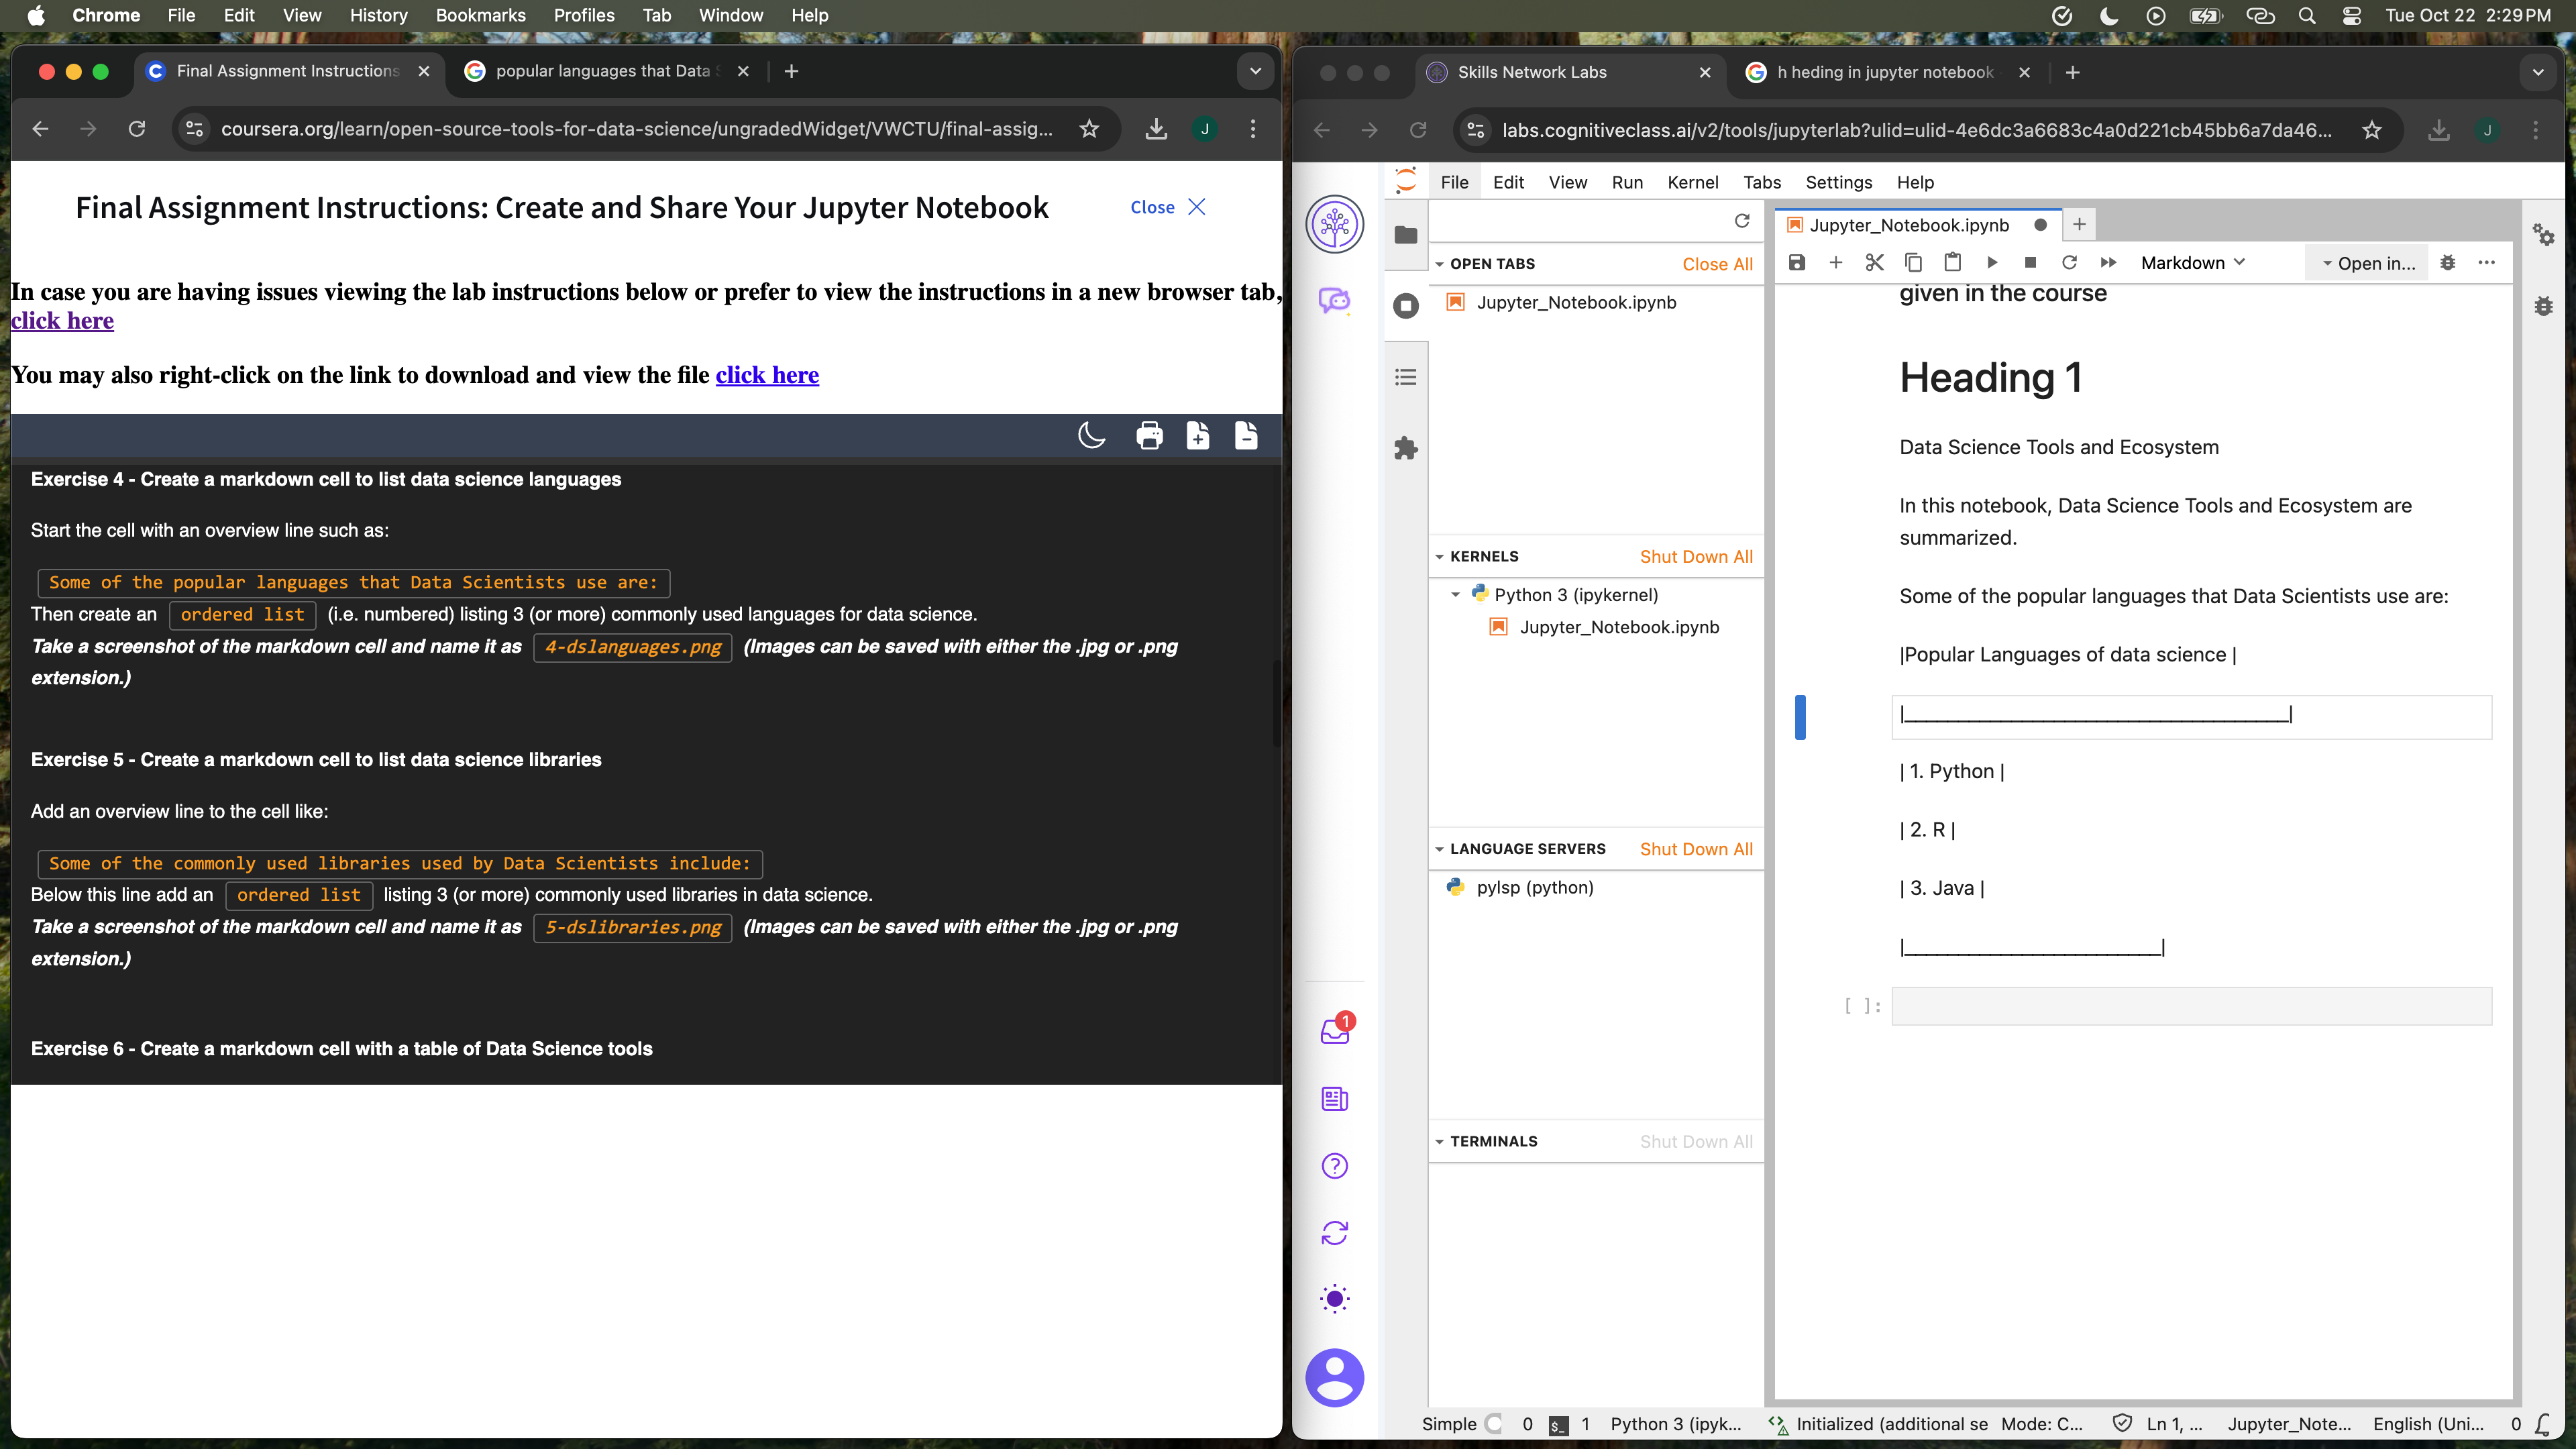 Chrome File Edit View History Bookmarks Profiles Tab Window Help
Tue Oct 22 2:29 PM
Final Assignment Instructions
popular languages that Data
coursera.org/learn/open-source-tools-for-data-science/ungradedWidget/VWCTU/final-assig...
J
Final Assignment Instructions: Create and Share Your Jupyter Notebook
Close
In case you are having issues viewing the lab instructions below or prefer to view the instructions in a new browser tab,
click here
You may also right-click on the link to download and view the file click here
Exercise 4 - Create a markdown cell to list data science languages
Start the cell with an overview line such as:
Some of the popular languages that Data Scientists use are:
Then create an ordered list (i.e. numbered) listing 3 (or more) commonly used languages for data science.
Take a screenshot of the markdown cell and name it as 4-dslanguages.png (Images can be saved with either the .jpg or .png
extension.)
Exercise 5 - Create a markdown cell to list data science libraries
Add an overview line to the cell like:
Some of the commonly used libraries used by Data Scientists include:
Below this line add an ordered list listing 3 (or more) commonly used libraries in data science.
Take a screenshot of the markdown cell and name it as 5-dslibraries.png (Images can be saved with either the .jpg or .png
extension.)
Exercise 6 - Create a markdown cell with a table of Data Science tools
Skills Network Labs
h heding in jupyter notebook
labs.cognitiveclass.ai/v2/tools/jupyterlab?ulid=ulid-4e6dc3a6683c4a0d221cb45bb6a7da46...
J
File Edit View Run Kernel Tabs Settings Help
OPEN TABS Close All
Jupyter_Notebook.ipynb
KERNELS Shut Down All
Python 3 (ipykernel)
Jupyter_Notebook.ipynb
LANGUAGE SERVERS Shut Down All
pylsp (python)
TERMINALS Shut Down All
1
Jupyter_Notebook.ipynb
Markdown
Open in...
given in the course
Heading 1
Data Science Tools and Ecosystem
In this notebook, Data Science Tools and Ecosystem are
summarized.
Some of the popular languages that Data Scientists use are:
|Popular Languages of data science |
|____________________________________|
| 1. Python |
| 2. R |
| 3. Java |
|________________________|
[ ]:
Simple 0 $_ 1 Python 3 (ipyk... Initialized (additional se Mode: C... Ln 1, ... Jupyter_Note... English (Uni... 0